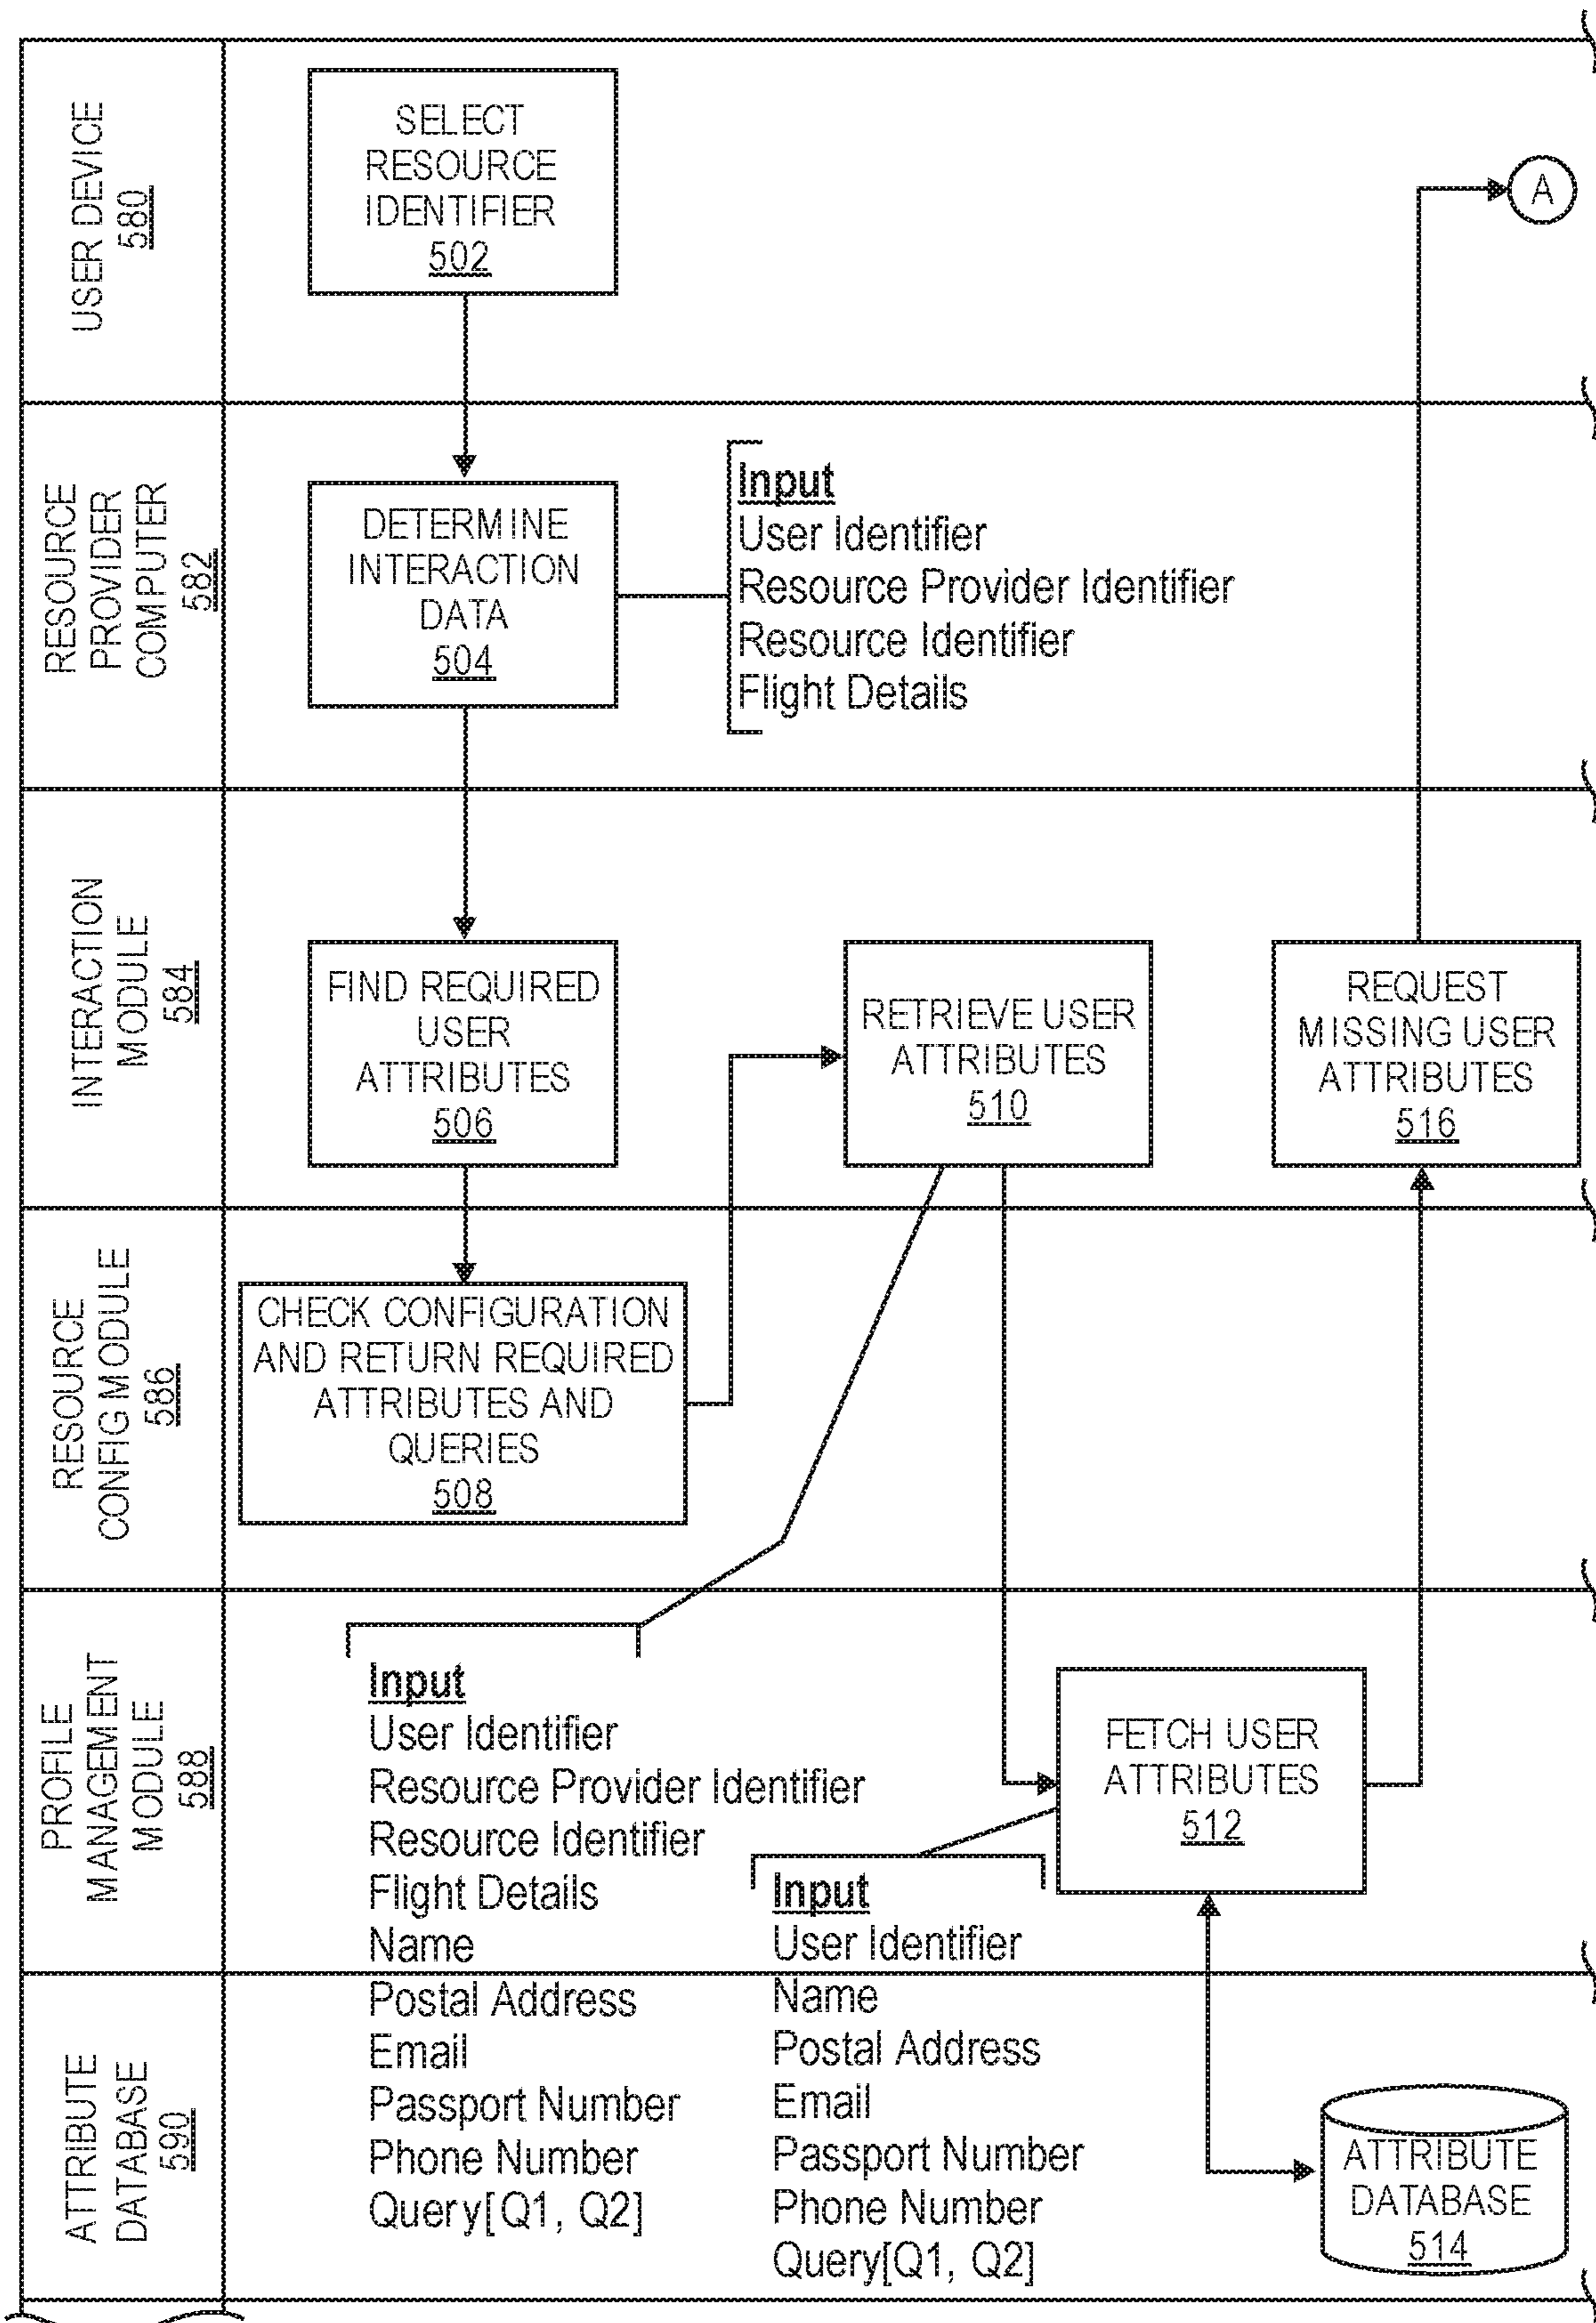 USER DEVICE
580
SELECT
RESOURCE
IDENTIFIER
502
A
RESOURCE
PROVIDER
COMPUTER
582
DETERMINE
INTERACTION
DATA
504
Input
User Identifier
Resource Provider Identifier
Resource Identifier
Flight Details
INTERACTION
MODULE
584
FIND REQUIRED
USER
ATTRIBUTES
506
RETRIEVE USER
ATTRIBUTES
510
REQUEST
MISSING USER
ATTRIBUTES
516
RESOURCE
CONFIG MODULE
586
CHECK CONFIGURATION
AND RETURN REQUIRED
ATTRIBUTES AND
QUERIES
508
PROFILE
MANAGEMENT
MODULE
588
Input
User Identifier
Resource Provider Identifier
Resource Identifier
Flight Details
Name
Postal Address
Email
Passport Number
Phone Number
Query[Q1, Q2]
FETCH USER
ATTRIBUTES
512
Input
User Identifier
Name
Postal Address
Email
Passport Number
Phone Number
Query[Q1, Q2]
ATTRIBUTE
DATABASE
590
ATTRIBUTE
DATABASE
514